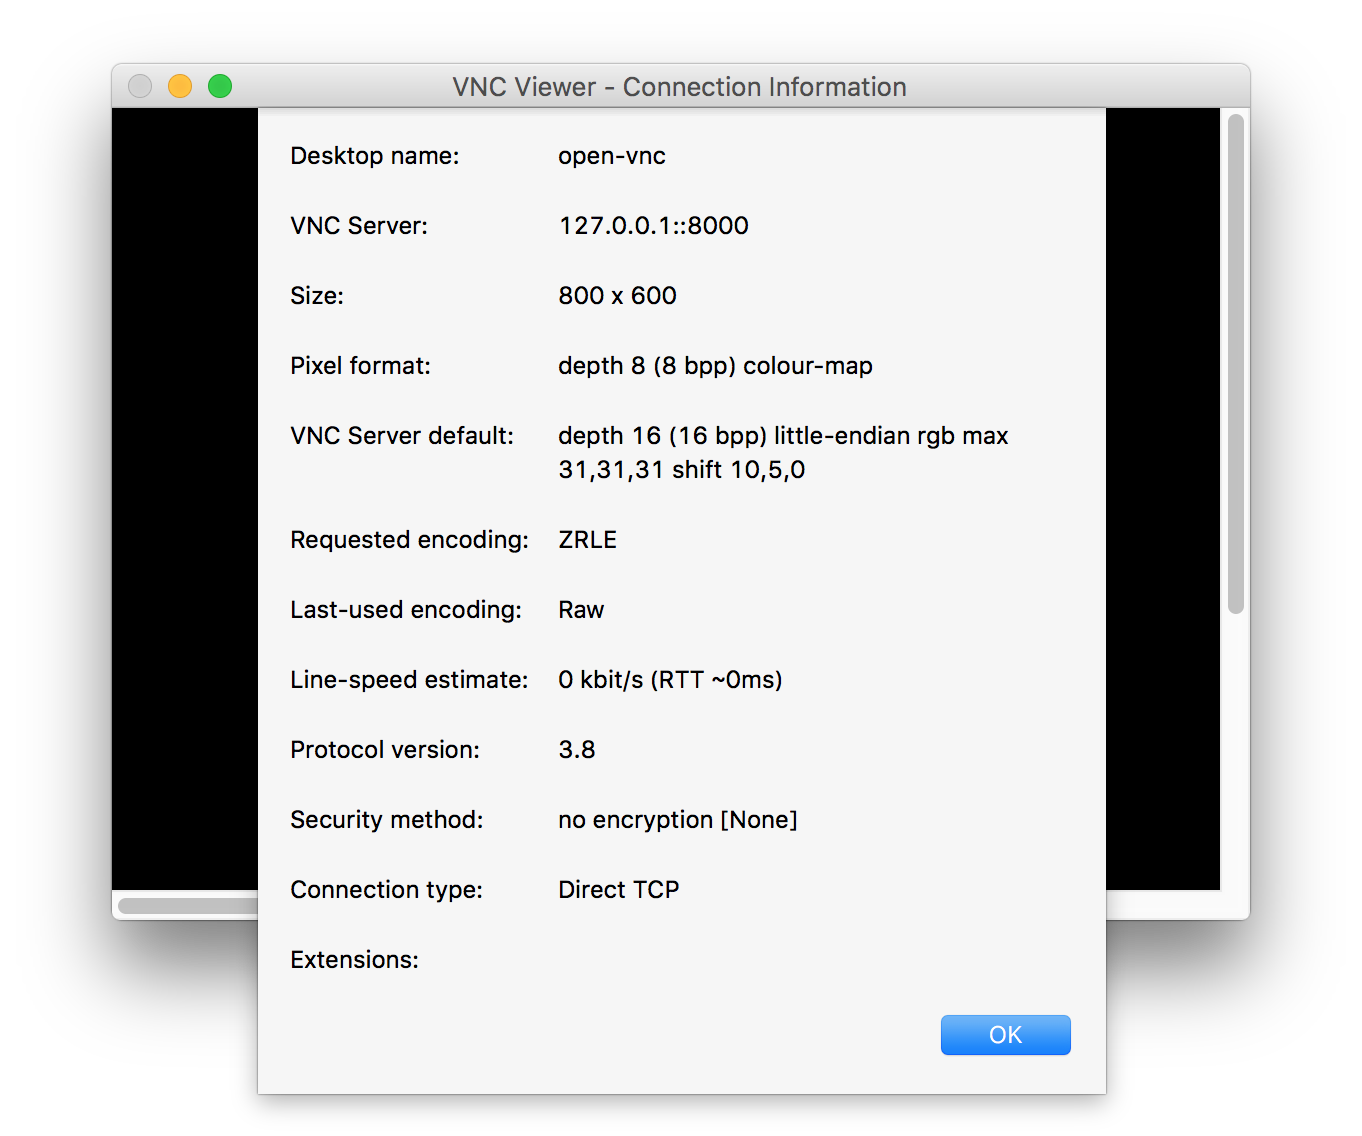 VNC Viewer - Connection Information
Desktop name: open-vnc
VNC Server: 127.0.0.1::8000
Size: 800 x 600
Pixel format: depth 8 (8 bpp) colour-map
VNC Server default: depth 16 (16 bpp) little-endian rgb max
31,31,31 shift 10,5,0
Requested encoding: ZRLE
Last-used encoding: Raw
Line-speed estimate: 0 kbit/s (RTT ~0ms)
Protocol version: 3.8
Security method: no encryption [None]
Connection type: Direct TCP
Extensions:
OK